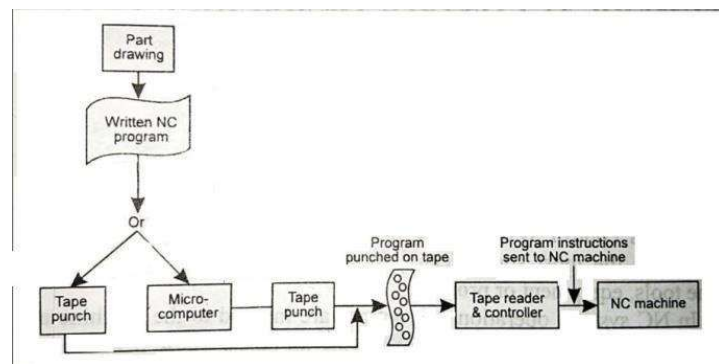 Part
drawing
Written NC
program
Or
Program
punched on tape
Program instructions
sent to NC machine
Tape
punch
Micro-
computer
Tape
punch
Tape reader
& controller
NC machine